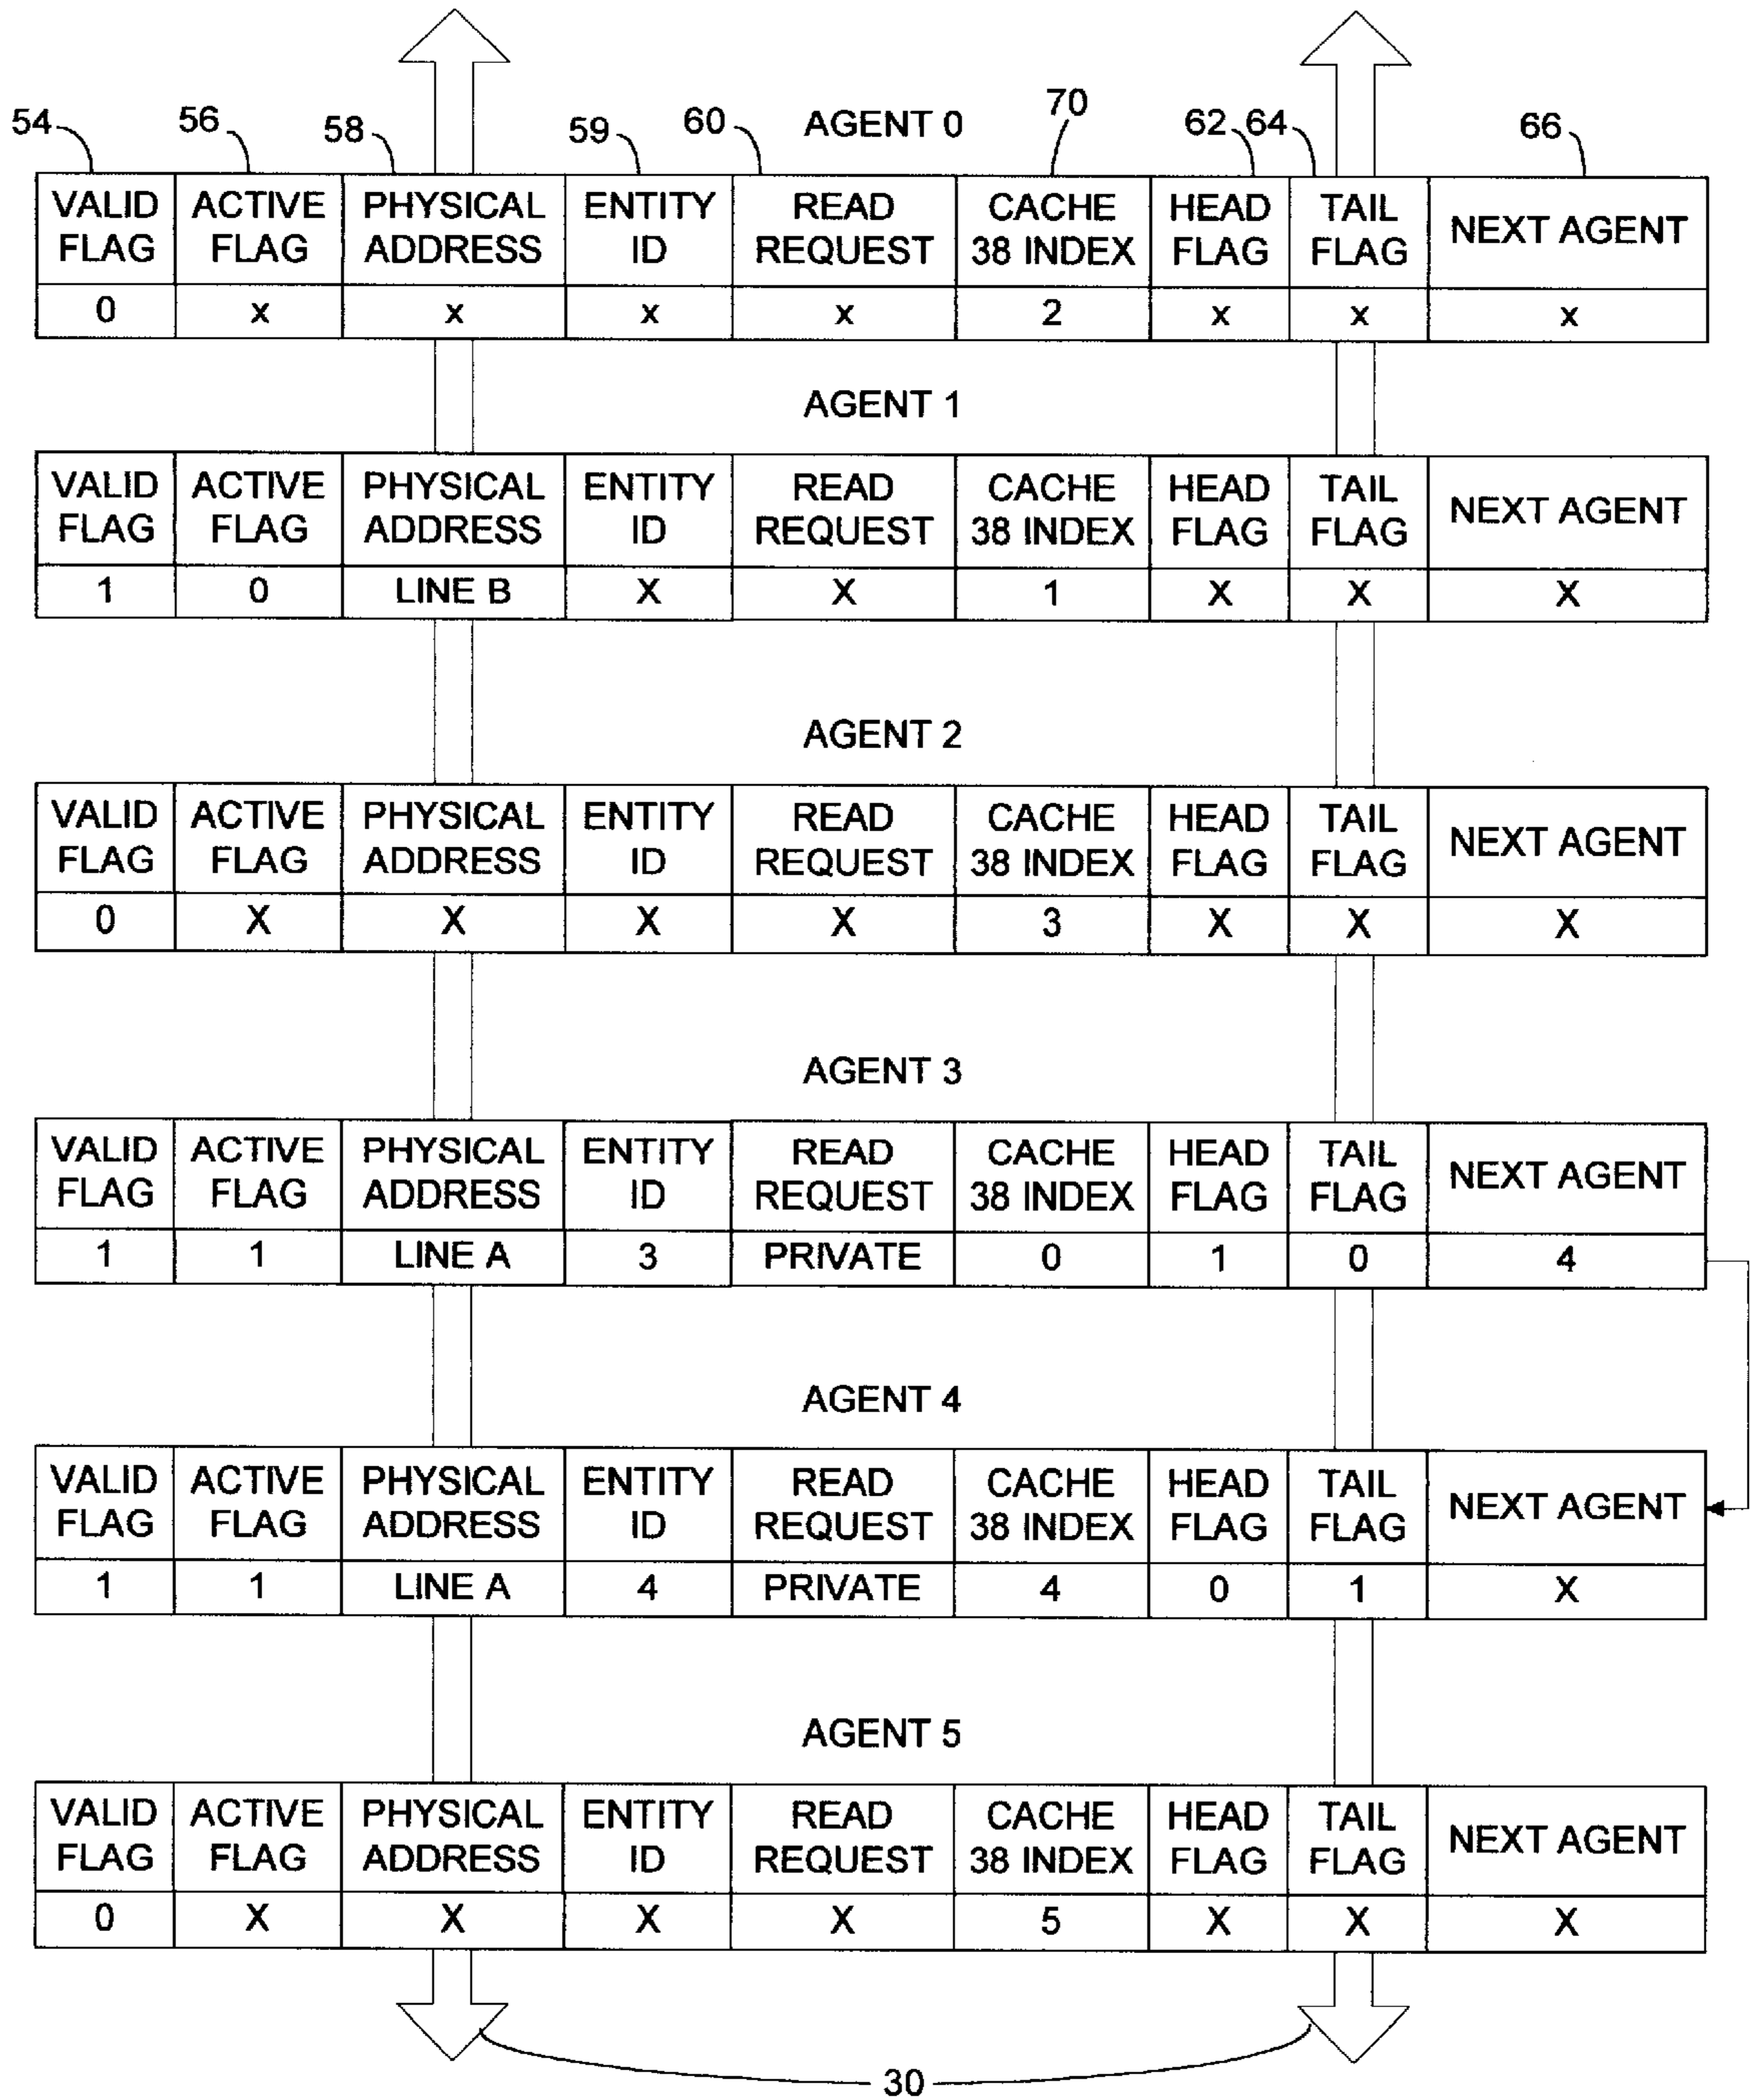 54 56 58 59 60 AGENT 0 70 62 64 66
VALID FLAG ACTIVE FLAG PHYSICAL ADDRESS ENTITY ID READ REQUEST CACHE 38 INDEX HEAD FLAG TAIL FLAG NEXT AGENT
0 x x x x 2 x x x
AGENT 1
VALID FLAG ACTIVE FLAG PHYSICAL ADDRESS ENTITY ID READ REQUEST CACHE 38 INDEX HEAD FLAG TAIL FLAG NEXT AGENT
1 0 LINE B X X 1 X X X
AGENT 2
VALID FLAG ACTIVE FLAG PHYSICAL ADDRESS ENTITY ID READ REQUEST CACHE 38 INDEX HEAD FLAG TAIL FLAG NEXT AGENT
0 X X X X 3 X X X
AGENT 3
VALID FLAG ACTIVE FLAG PHYSICAL ADDRESS ENTITY ID READ REQUEST CACHE 38 INDEX HEAD FLAG TAIL FLAG NEXT AGENT
1 1 LINE A 3 PRIVATE 0 1 0 4
AGENT 4
VALID FLAG ACTIVE FLAG PHYSICAL ADDRESS ENTITY ID READ REQUEST CACHE 38 INDEX HEAD FLAG TAIL FLAG NEXT AGENT
1 1 LINE A 4 PRIVATE 4 0 1 X
AGENT 5
VALID FLAG ACTIVE FLAG PHYSICAL ADDRESS ENTITY ID READ REQUEST CACHE 38 INDEX HEAD FLAG TAIL FLAG NEXT AGENT
0 X X X X 5 X X X
30